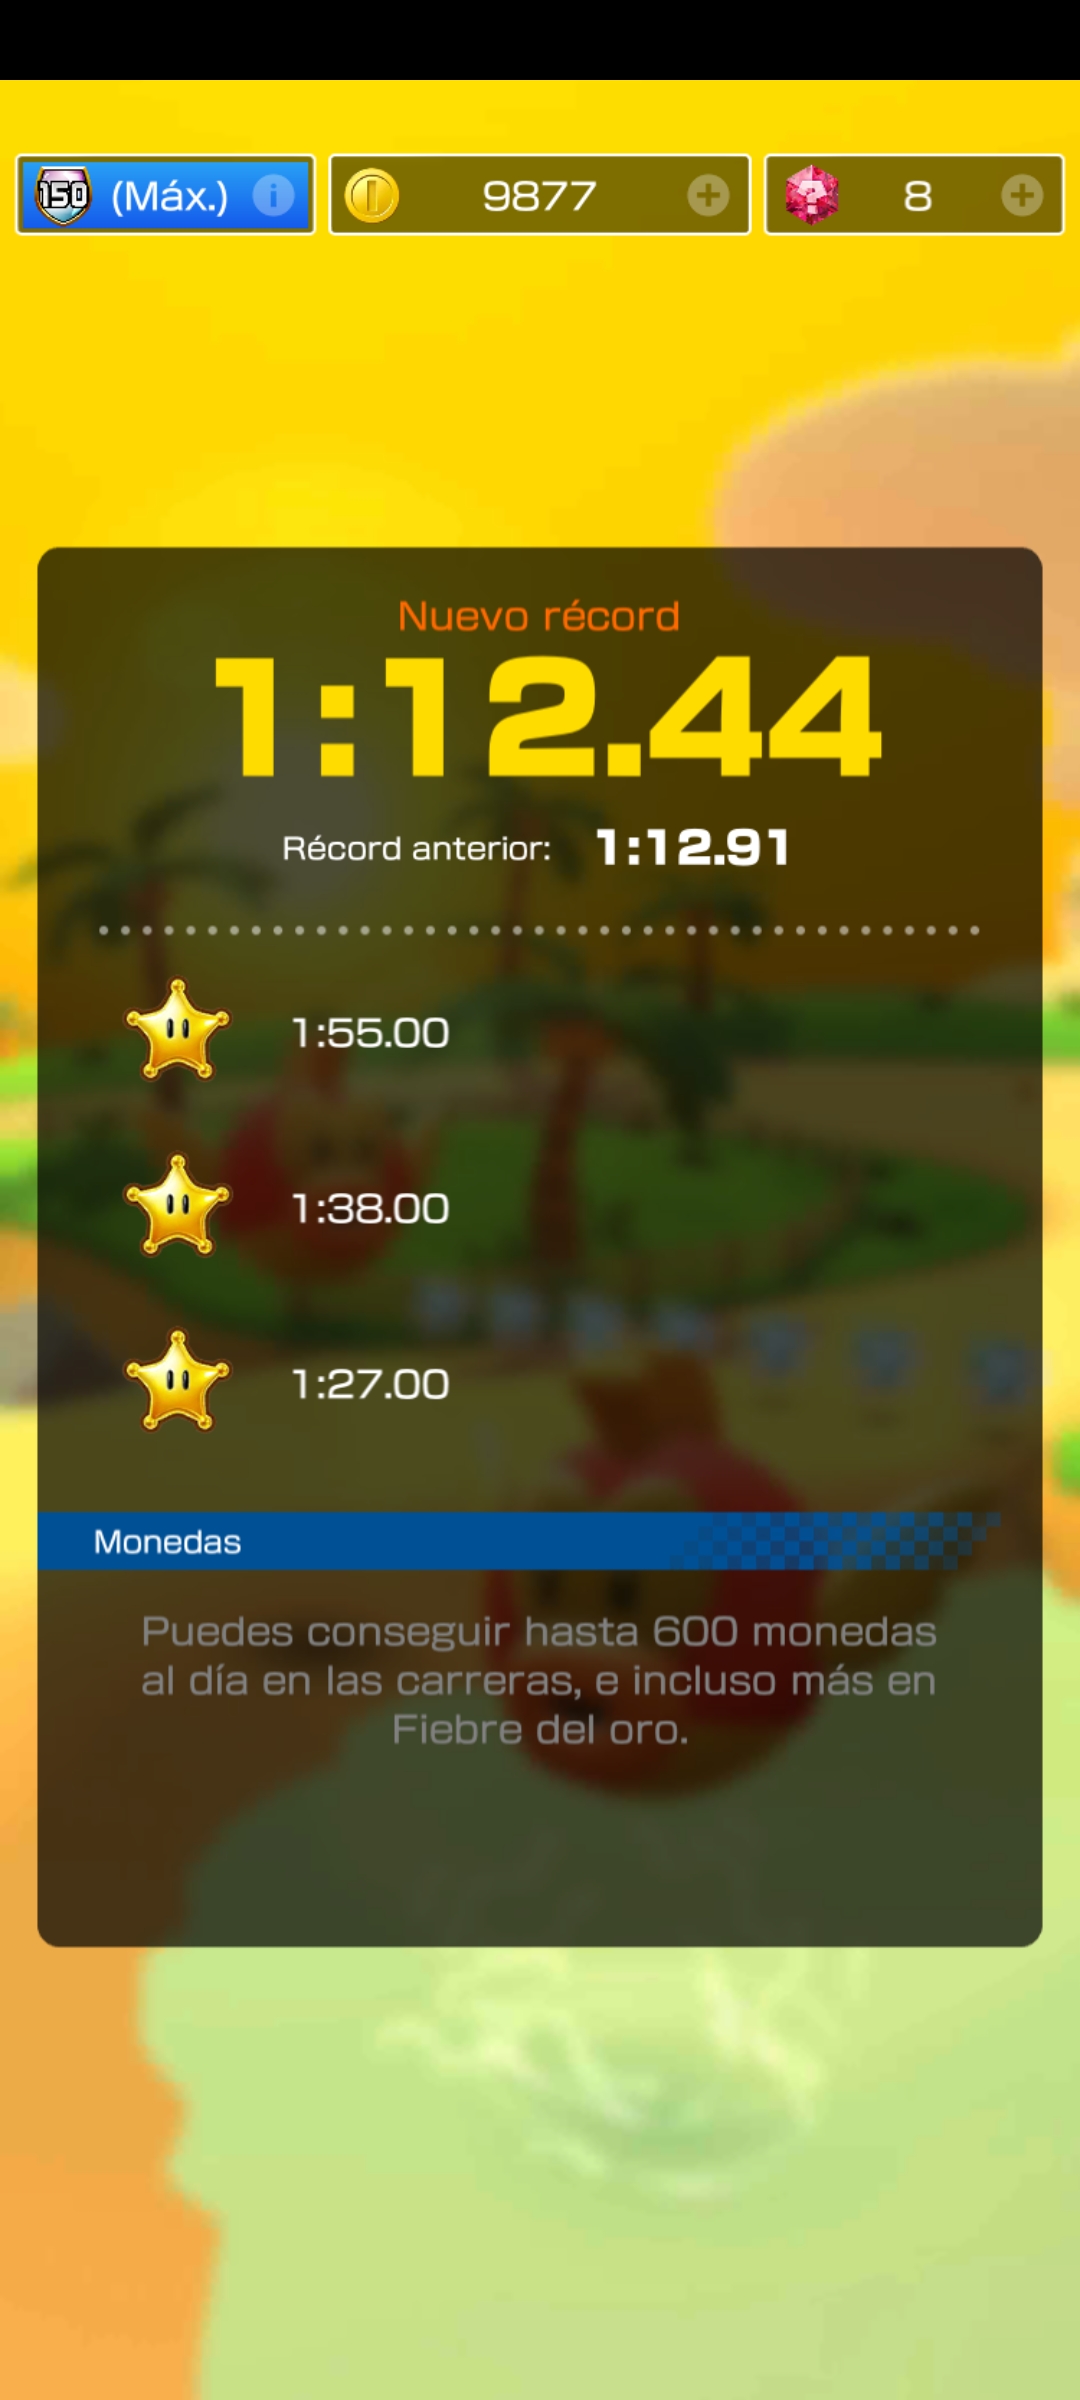 150 (Máx.) i 9877 + ? 8 +
Nuevo récord
1:12.44
Récord anterior: 1:12.91
1:55.00
1:38.00
1:27.00
Monedas
Puedes conseguir hasta 600 monedas
al día en las carreras, e incluso más en
Fiebre del oro.